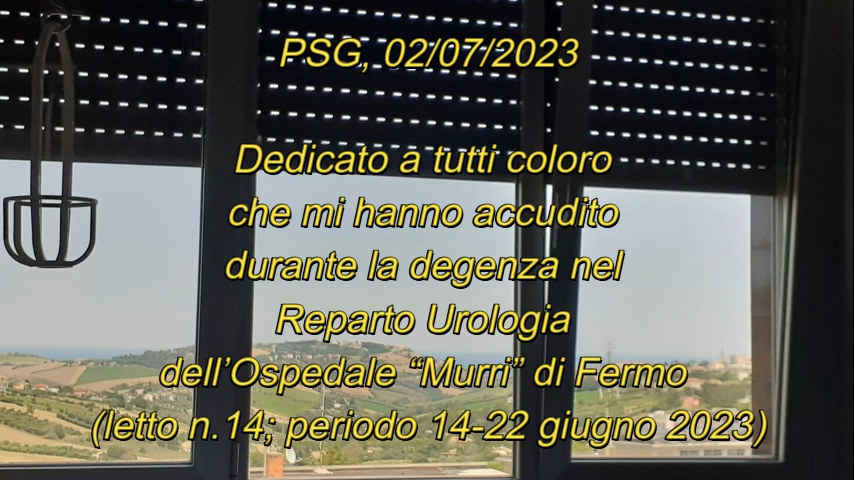 PSG, 02/07/2023
Dedicato a tutti coloro
che mi hanno accudito
durante la degenza nel
Reparto Urologia
dell’Ospedale “Murri” di Fermo
(letto n.14; periodo 14-22 giugno 2023)